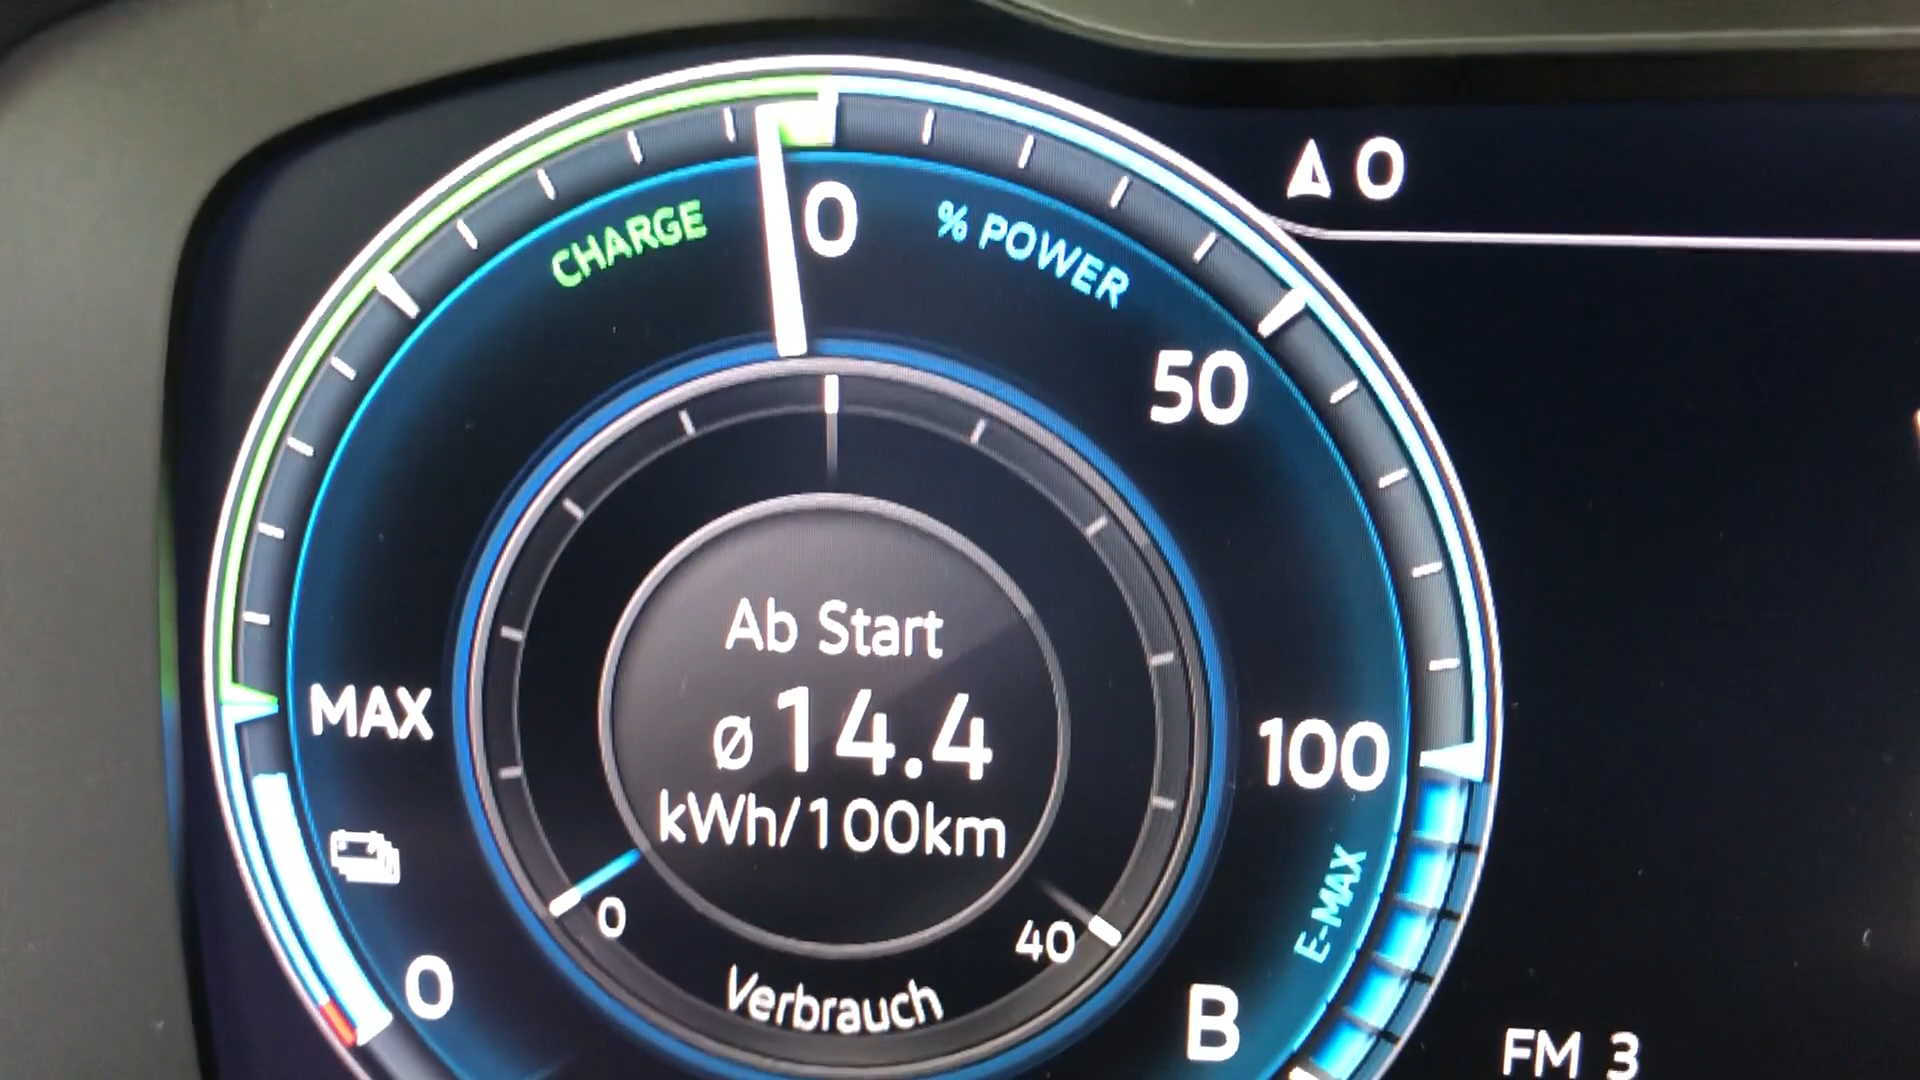 0
CHARGE
0
% POWER
50
Ab Start
ø 14.4
kWh/100km
MAX
100
E-MAX
0
40
0
Verbrauch
B
FM 3